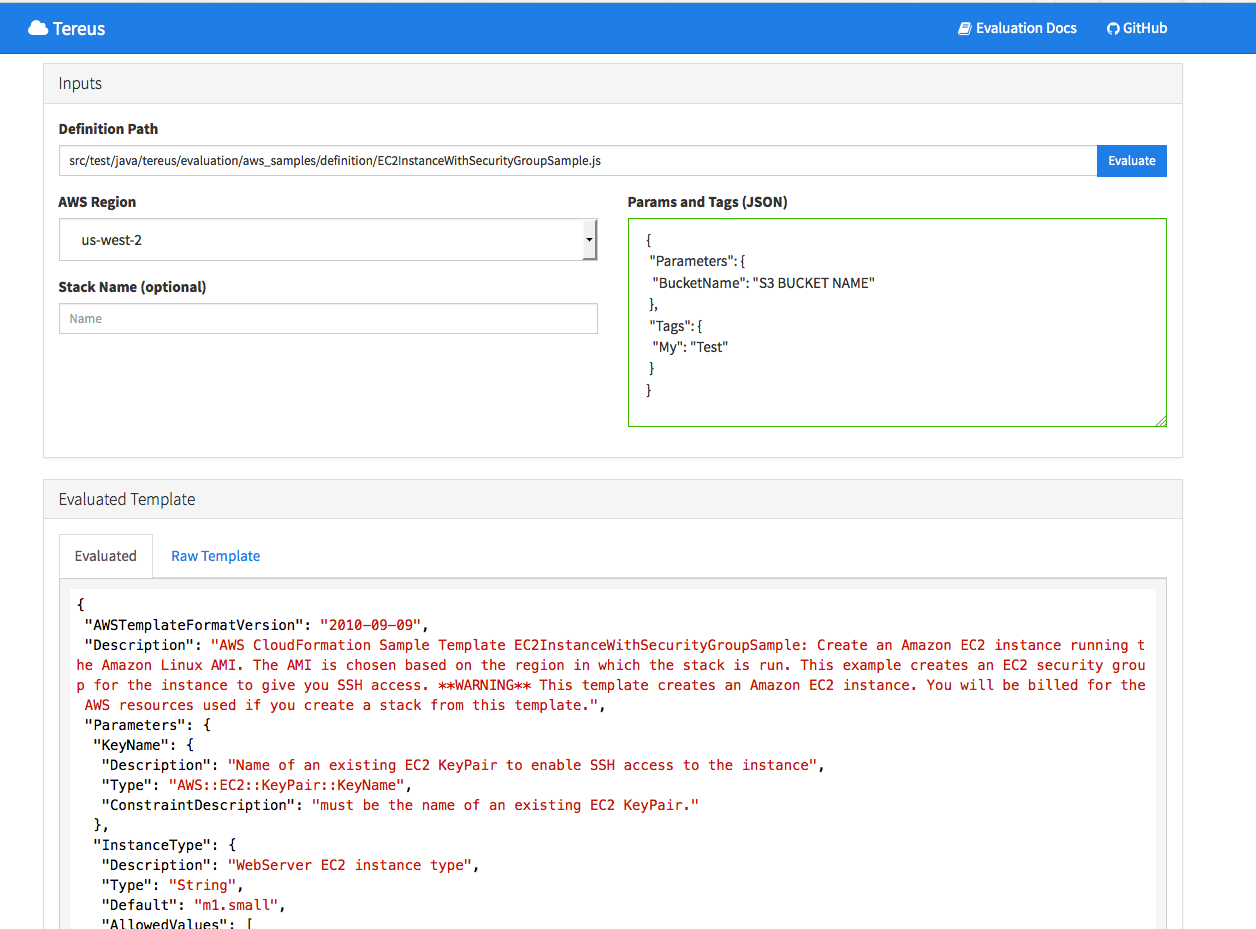 Tereus
Evaluation Docs
GitHub
Inputs
Definition Path
src/test/java/tereus/evaluation/aws_samples/definition/EC2InstanceWithSecurityGroupSample.js
Evaluate
AWS Region
us-west-2
Stack Name (optional)
Name
Params and Tags (JSON)
{
"Parameters": {
"BucketName": "S3 BUCKET NAME"
},
"Tags": {
"My": "Test"
}
}
Evaluated Template
Evaluated
Raw Template
{
"AWSTemplateFormatVersion": "2010-09-09",
"Description": "AWS CloudFormation Sample Template EC2InstanceWithSecurityGroupSample: Create an Amazon EC2 instance running t
he Amazon Linux AMI. The AMI is chosen based on the region in which the stack is run. This example creates an EC2 security grou
p for the instance to give you SSH access. **WARNING** This template creates an Amazon EC2 instance. You will be billed for the
AWS resources used if you create a stack from this template.",
"Parameters": {
"KeyName": {
"Description": "Name of an existing EC2 KeyPair to enable SSH access to the instance",
"Type": "AWS::EC2::KeyPair::KeyName",
"ConstraintDescription": "must be the name of an existing EC2 KeyPair."
},
"InstanceType": {
"Description": "WebServer EC2 instance type",
"Type": "String",
"Default": "m1.small",
"AllowedValues": [